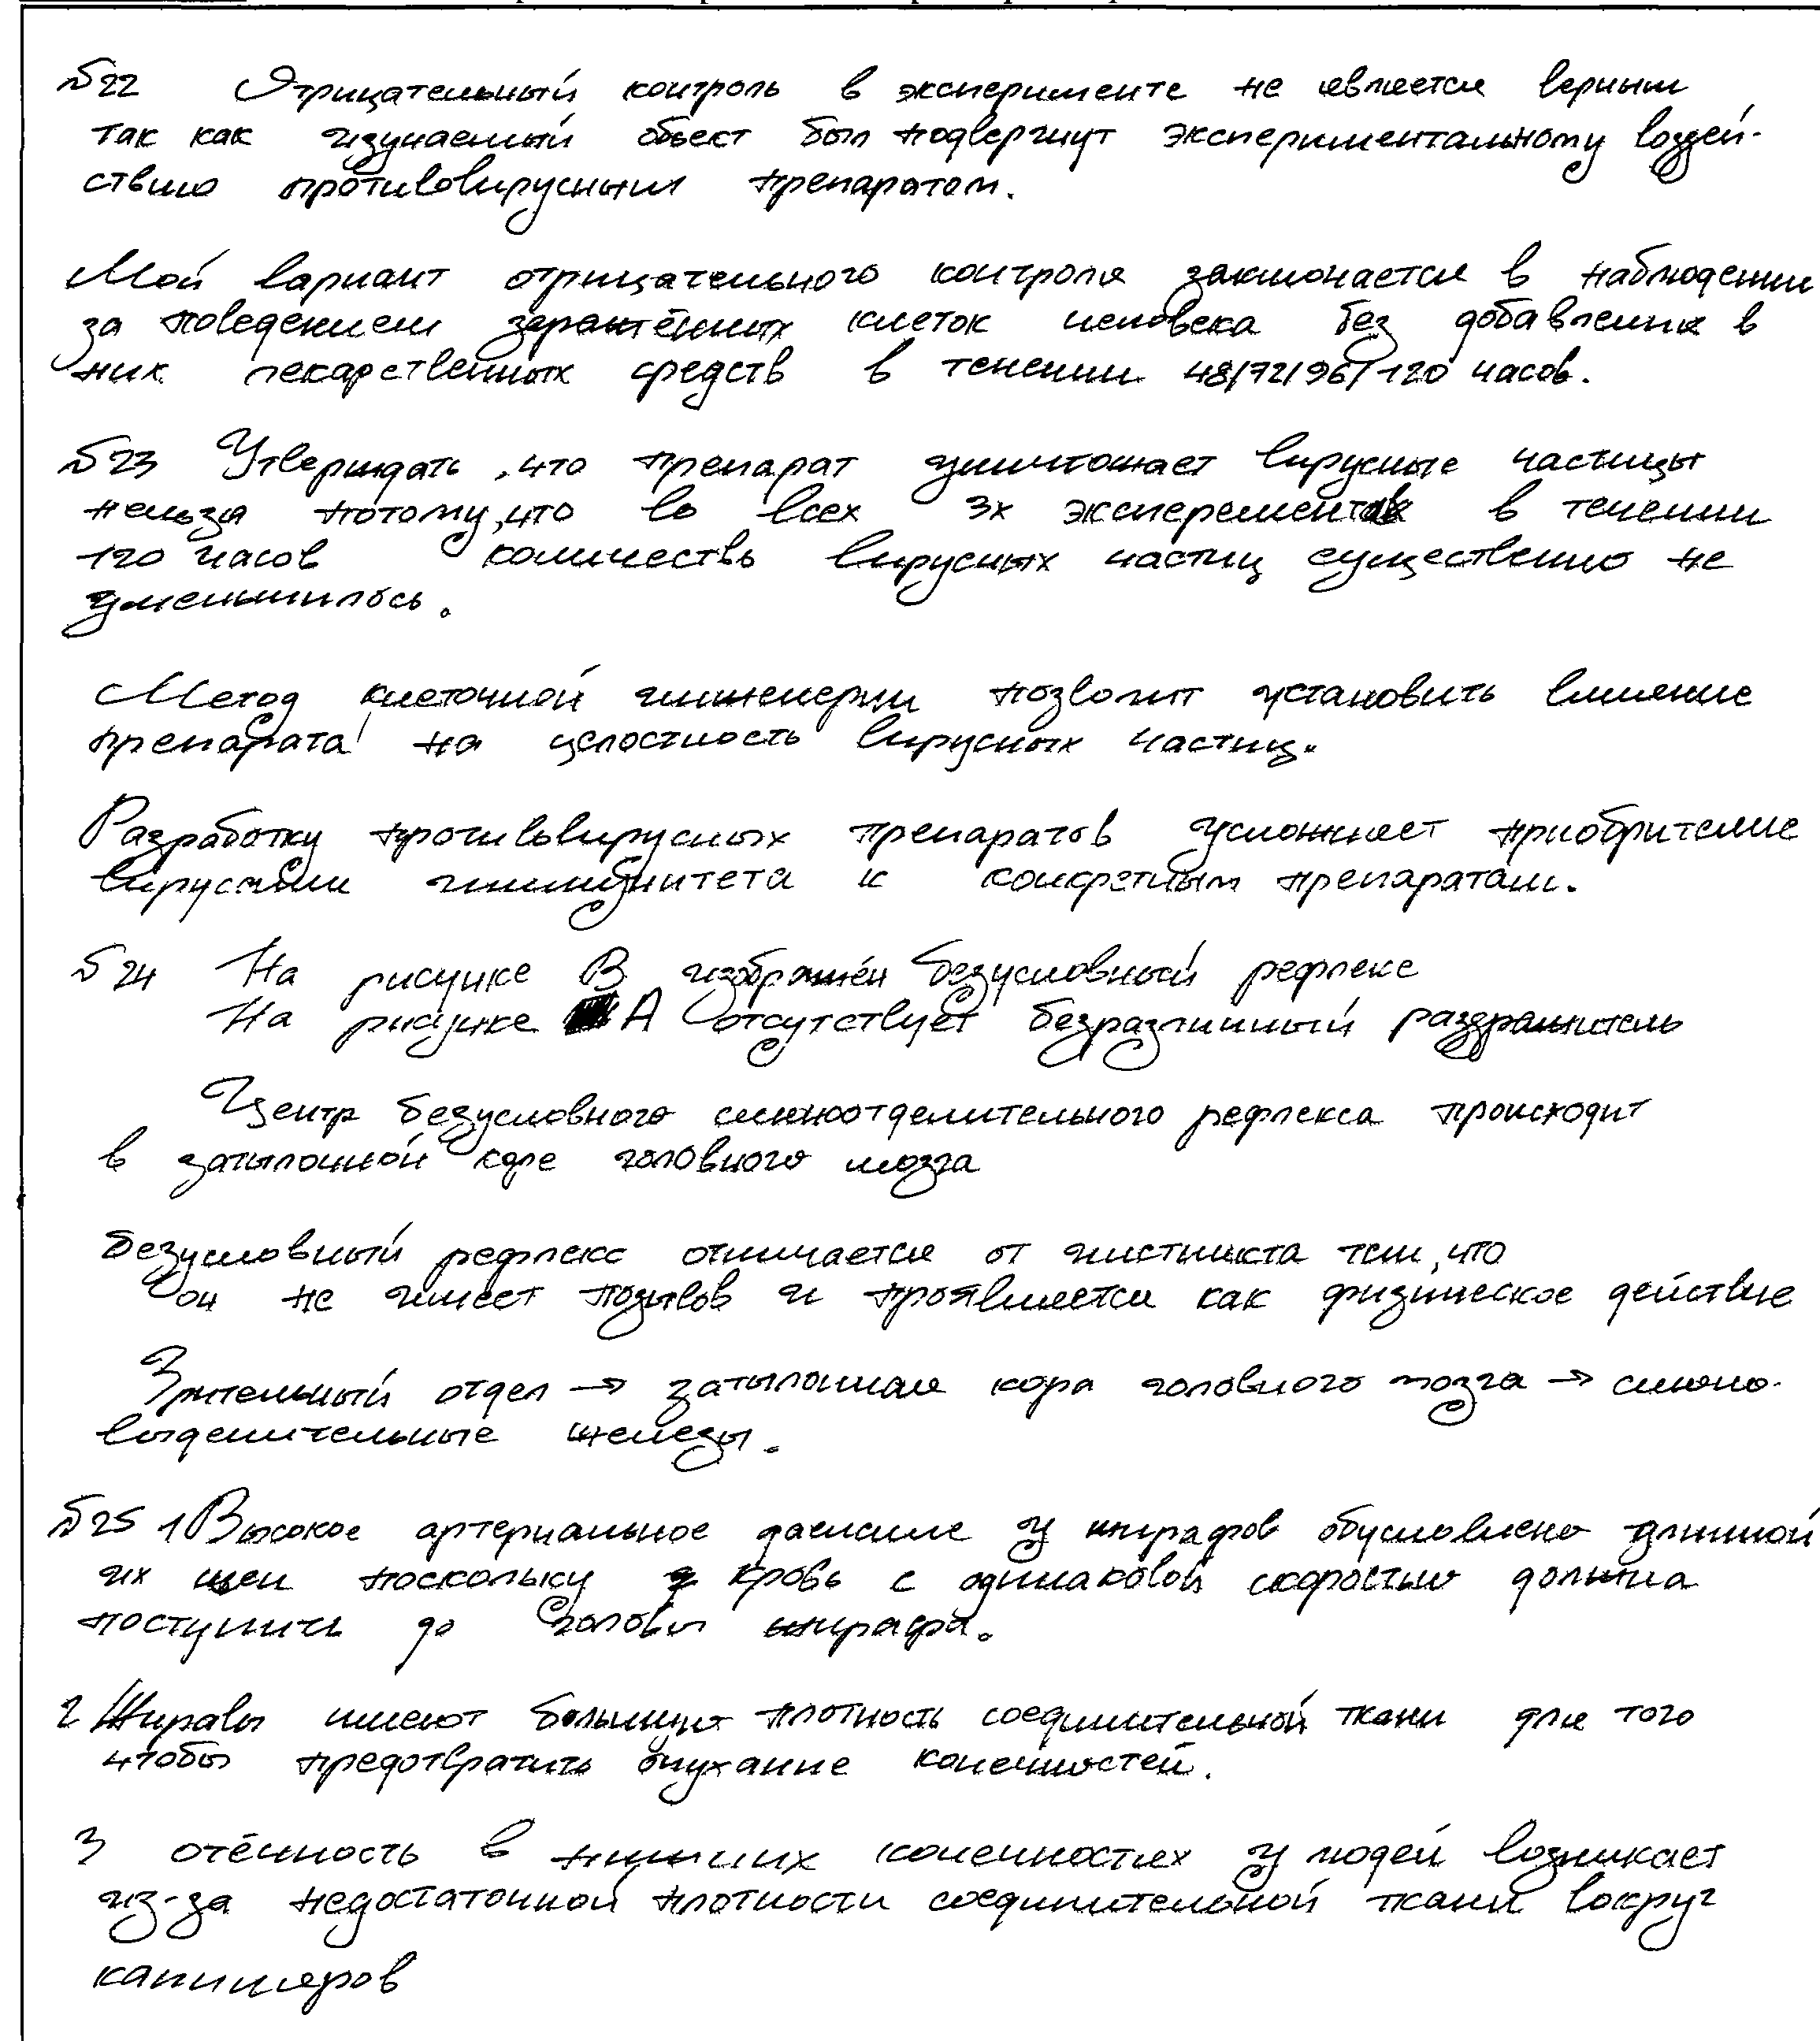 №22 Отрицательный контроль в эксперименте не является верным
так как изучаемый объект был подвергнут экспериментальному воздей-
ствию противовирусным препаратом.
Мой вариант отрицательного контроля заключается в наблюдении
за поведением заражённых клеток человека без добавления в
них лекарственных средств в течении 48/72/96/120 часов.
№23 Утверждать, что препарат уничтожает вирусные частицы
нельзя потому, что во всех 3х эксперементах в течении
120 часов количество вирусных частиц существенно не
уменьшилось.
Метод клеточной инженерии позволит установить влияние
препарата на целостность вирусных частиц.
Разработку противовирусных препаратов усложняет приобритение
вирусами иммунитета к конкретным препаратам.
№24 На рисунке В изображён безусловный рефлекс
На рисунке А отсутствует безразличный раздражитель
Центр безусловного слюноотделительного рефлекса происходит
в затылочной коре головного мозга
Безусловный рефлекс отличается от инстинкта тем, что
он не имеет позывов и проявляется как физическое действие
Зрительный отдел → затылочная кора головного мозга → слюно-
выделительные железы.
№25 1 Высокое артериальное давление у жирафов обусловлено длинной
их шеи поскольку кровь с одинаковой скоростью должна
поступить до головы жирафа.
2 Жирафы имеют большую плотность соединительной ткани для того
чтобы предотвратить опухание конечностей.
3 отёчность в нижних конечностях у людей возникает
из-за недостаточной плотности соединительной ткани вокруг
капиляров